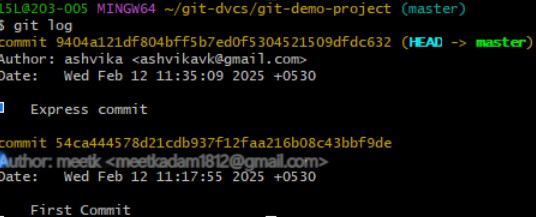 15L@203-005 MINGW64 ~/git-dvcs/git-demo-project (master)
$ git log
commit 9404a121df804bff5b7ed0f5304521509dfdc632 (HEAD -> master)
Author: ashvika <ashvikavk@gmail.com>
Date:   Wed Feb 12 11:35:09 2025 +0530
Express commit
commit 54ca444578d21cdb937f12faa216b08c43bbf9de
Author: meetk <meetkadam1812@gmail.com>
Date:   Wed Feb 12 11:17:55 2025 +0530
First Commit